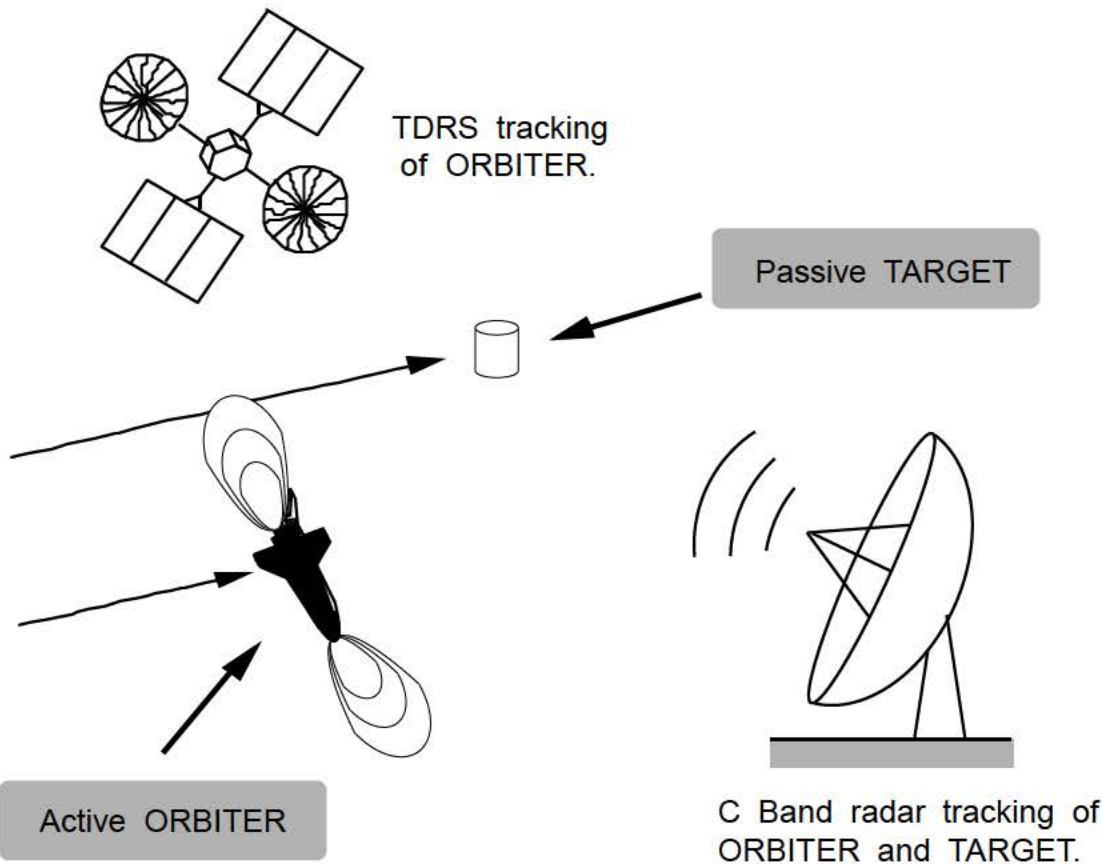 TDRS tracking
of ORBITER.
Passive TARGET
Active ORBITER
C Band radar tracking of
ORBITER and TARGET.